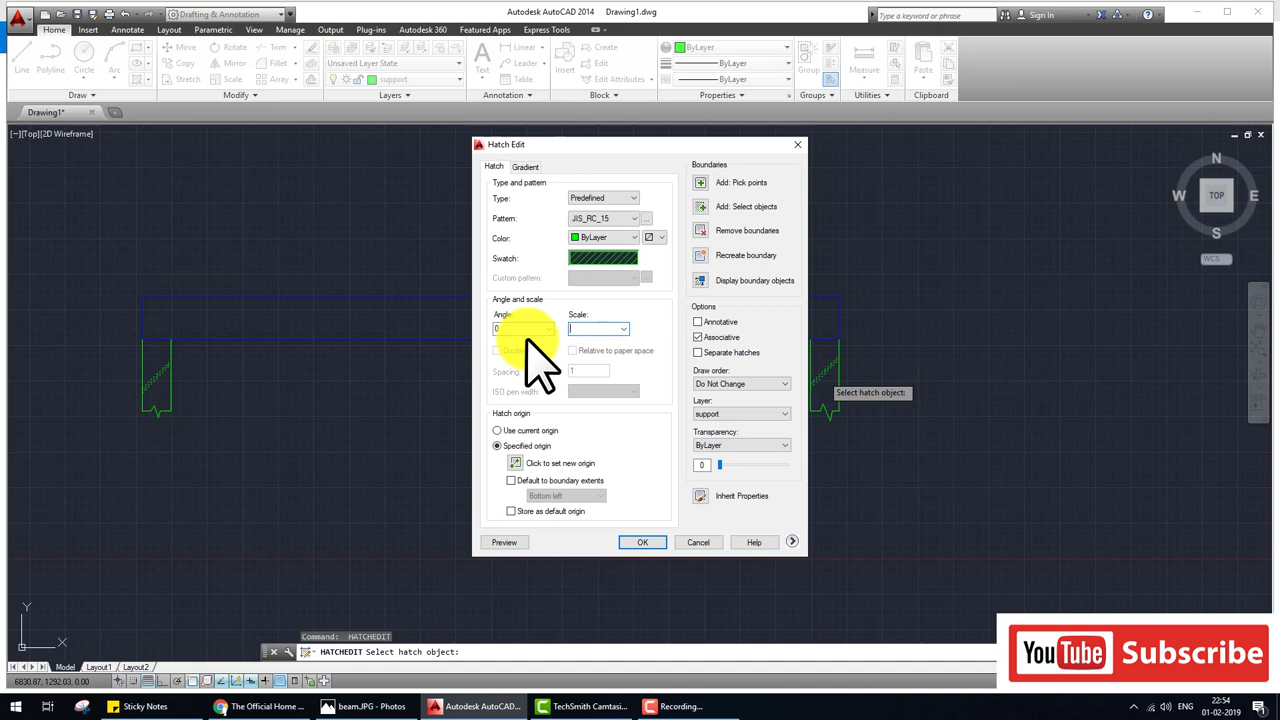 Drafting & Annotation
Autodesk AutoCAD 2014 Drawing1.dwg
Type a keyword or phrase
Sign In
Home Insert Annotate Layout Parametric View Manage Output Plug-ins Autodesk 360 Featured Apps Express Tools
Line Polyline Circle Arc
Move Rotate Trim
Copy Mirror Fillet
Stretch Scale Array
Unsaved Layer State
support
Text
Linear
Leader
Table
Insert
Create
Edit
Edit Attributes
ByLayer
ByLayer
ByLayer
Group
Measure
Paste
Draw Modify Layers Annotation Block Properties Groups Utilities Clipboard
Drawing1*
[−][Top][2D Wireframe]
N
W TOP E
S
WCS
Hatch Edit
Hatch Gradient
Type and pattern
Type: Predefined
Pattern: JIS_RC_15
Color: ByLayer
Swatch:
Custom pattern:
Angle and scale
Angle: Scale:
0
Relative to paper space
Spacing: 1
ISO pen width:
Hatch origin
Use current origin
Specified origin
Click to set new origin
Default to boundary extents
Bottom left
Store as default origin
Boundaries
Add: Pick points
Add: Select objects
Remove boundaries
Recreate boundary
Display boundary objects
Options
Annotative
Associative
Separate hatches
Draw order:
Do Not Change
Layer:
support
Transparency:
ByLayer
0
Inherit Properties
Preview OK Cancel Help
Select hatch object:
Y
X
Command: HATCHEDIT
HATCHEDIT Select hatch object:
Model Layout1 Layout2
6830.87, 1292.03, 0.00
YouTube Subscribe
Sticky Notes
The Official Home ...
beam.JPG - Photos
Autodesk AutoCAD ...
TechSmith Camtasi...
Recording...
ENG
22:54
01-02-2019